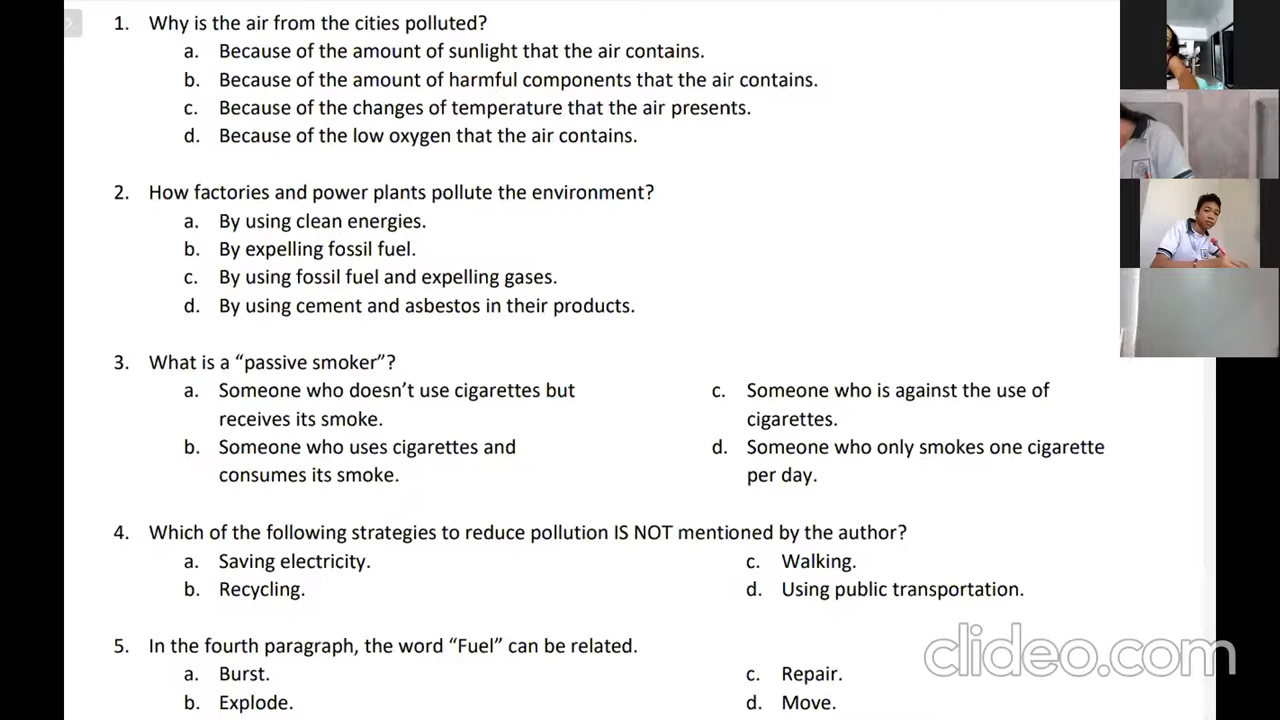 1. Why is the air from the cities polluted?
a. Because of the amount of sunlight that the air contains.
b. Because of the amount of harmful components that the air contains.
c. Because of the changes of temperature that the air presents.
d. Because of the low oxygen that the air contains.
2. How factories and power plants pollute the environment?
a. By using clean energies.
b. By expelling fossil fuel.
c. By using fossil fuel and expelling gases.
d. By using cement and asbestos in their products.
3. What is a “passive smoker”?
a. Someone who doesn’t use cigarettes but
receives its smoke.
b. Someone who uses cigarettes and
consumes its smoke.
c. Someone who is against the use of
cigarettes.
d. Someone who only smokes one cigarette
per day.
4. Which of the following strategies to reduce pollution IS NOT mentioned by the author?
a. Saving electricity.
b. Recycling.
c. Walking.
d. Using public transportation.
5. In the fourth paragraph, the word “Fuel” can be related.
a. Burst.
b. Explode.
c. Repair.
d. Move.
clideo.com